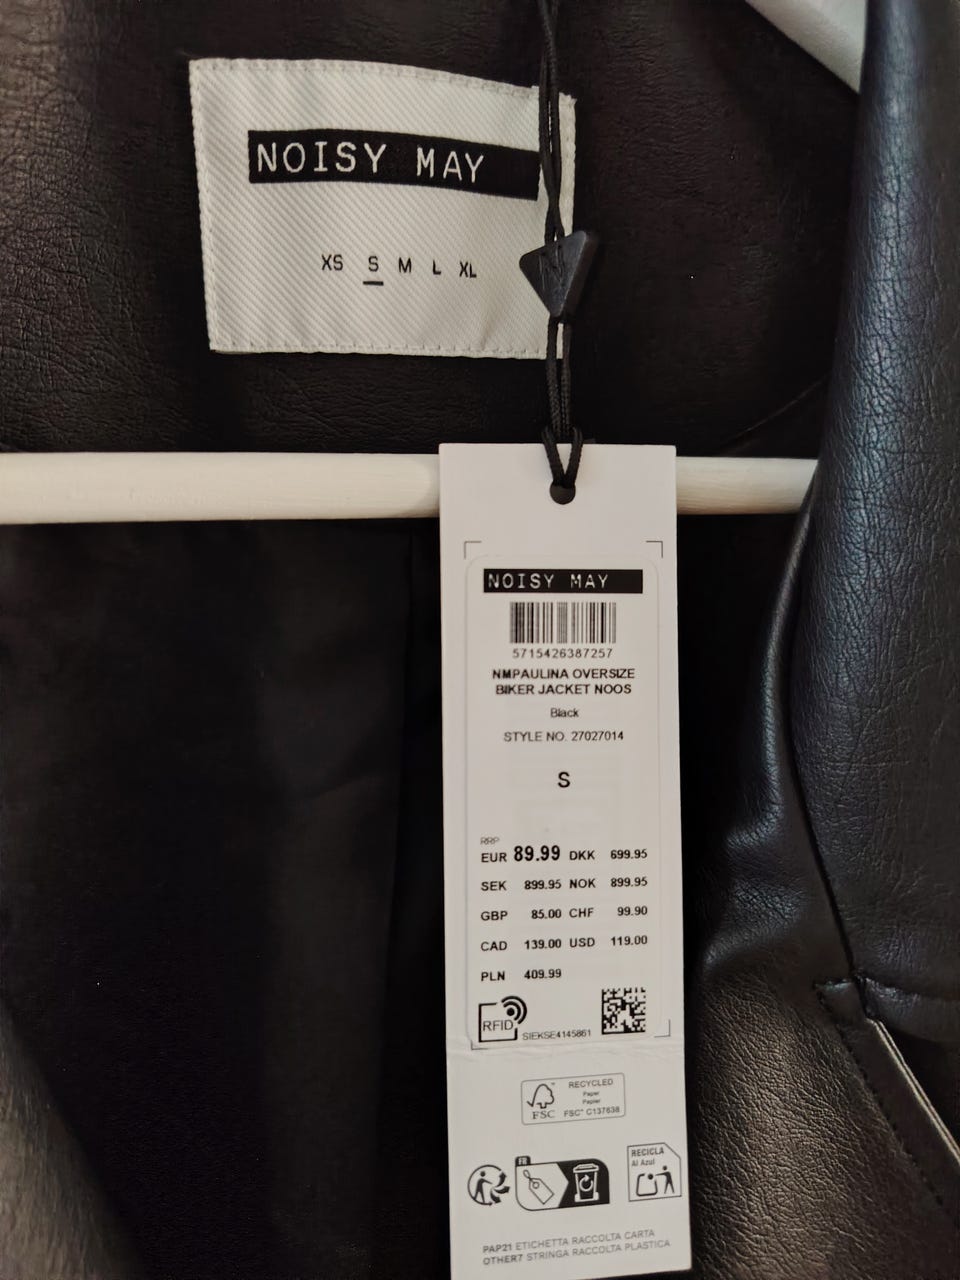 NOISY MAY
XS S M L XL
NOISY MAY
5715426387257
NMPAULINA OVERSIZE
BIKER JACKET NOOS
Black
STYLE NO. 27027014
S
RRP
EUR 89.99 DKK 699.95
SEK 899.95 NOK 899.95
GBP 85.00 CHF 99.90
CAD 139.00 USD 119.00
PLN 409.99
RFID
SIEKSE4145861
RECYCLED
Paper
Papier
FSC™ FSC® C137638
FR
RECICLA
Al Azul
PAP21 ETICHETTA RACCOLTA CARTA
OTHER7 STRINGA RACCOLTA PLASTICA